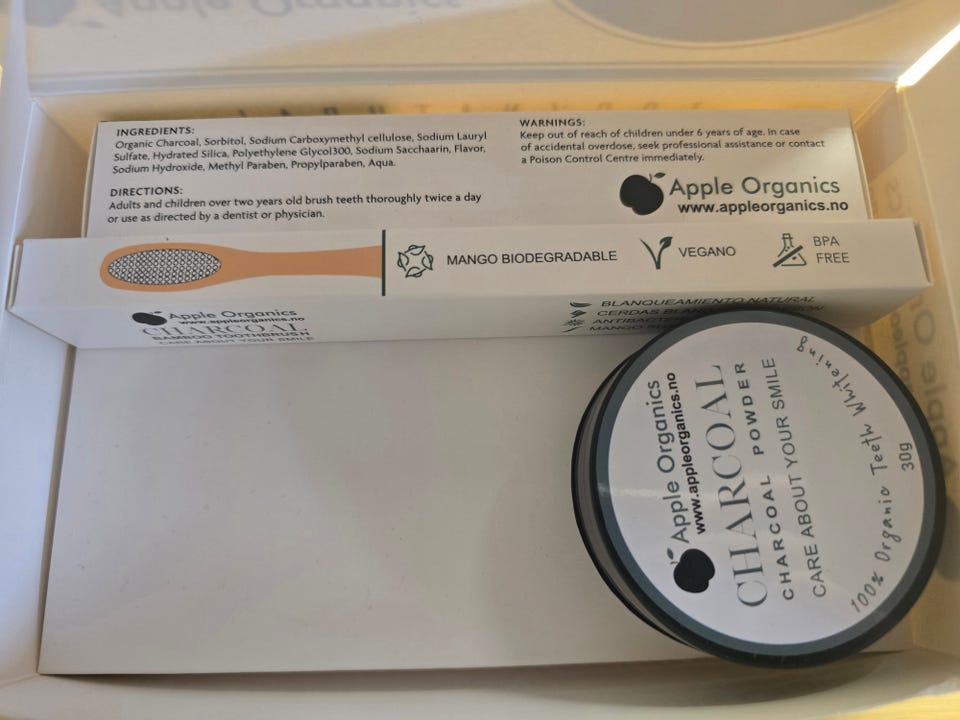 INGREDIENTS:
Organic Charcoal, Sorbitol, Sodium Carboxymethyl cellulose, Sodium Lauryl
Sulfate, Hydrated Silica, Polyethylene Glycol300, Sodium Sacchaarin, Flavor,
Sodium Hydroxide, Methyl Paraben, Propylparaben, Aqua.
DIRECTIONS:
Adults and children over two years old brush teeth thoroughly twice a day
or use as directed by a dentist or physician.
WARNINGS:
Keep out of reach of children under 6 years of age. In case
of accidental overdose, seek professional assistance or contact
a Poison Control Centre immediately.
Apple Organics
www.appleorganics.no
MANGO BIODEGRADABLE
VEGANO
BPA
FREE
Apple Organics
www.appleorganics.no
CHARCOAL
BAMBOO TOOTHBRUSH
CARE ABOUT YOUR SMILE
BLANQUEAMIENTO NATURAL
CERDAS
MANGO
Apple Organics
www.appleorganics.no
CHARCOAL
CHARCOAL POWDER
CARE ABOUT YOUR SMILE
100% Organic Teeth Whitening
30g
Apple Organics